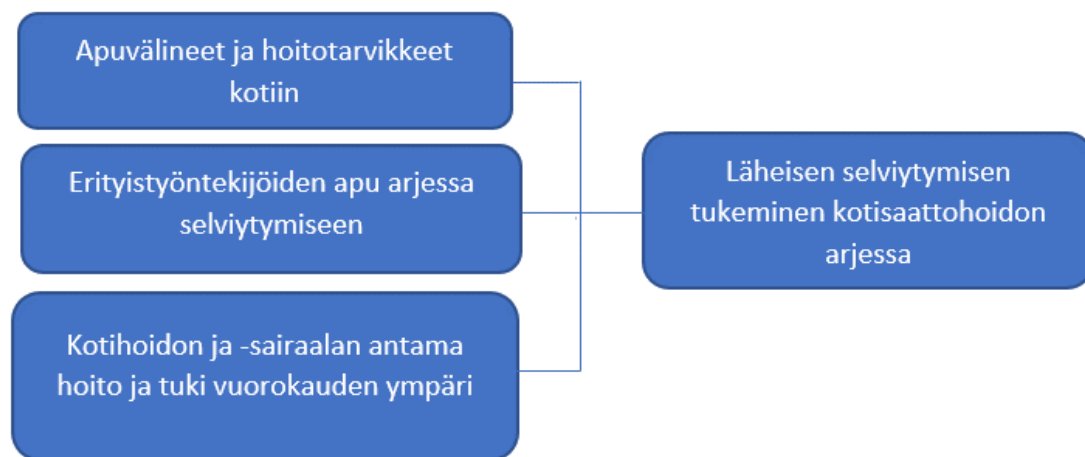 Apuvälineet ja hoitotarvikkeet
kotiin
Erityistyöntekijöiden apu arjessa
selviytymiseen
Kotihoidon ja -sairaalan antama
hoito ja tuki vuorokauden ympäri
Läheisen selviytymisen
tukeminen kotisaattohoidon
arjessa